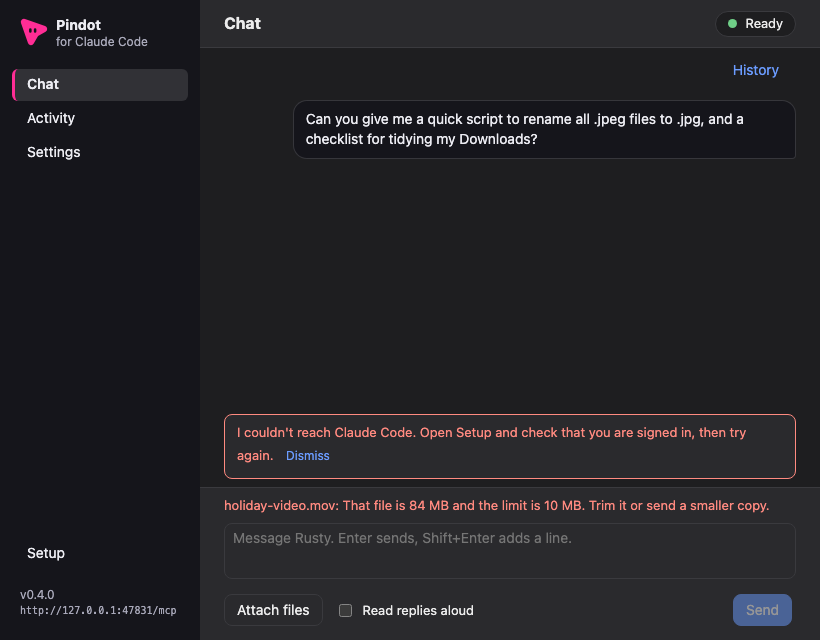 Pindot
for Claude Code
Chat
Activity
Settings
Setup
v0.4.0
http://127.0.0.1:47831/mcp
Chat
Ready
History
Can you give me a quick script to rename all .jpeg files to .jpg, and a
checklist for tidying my Downloads?
I couldn't reach Claude Code. Open Setup and check that you are signed in, then try
again. Dismiss
holiday-video.mov: That file is 84 MB and the limit is 10 MB. Trim it or send a smaller copy.
Message Rusty. Enter sends, Shift+Enter adds a line.
Attach files
Read replies aloud
Send